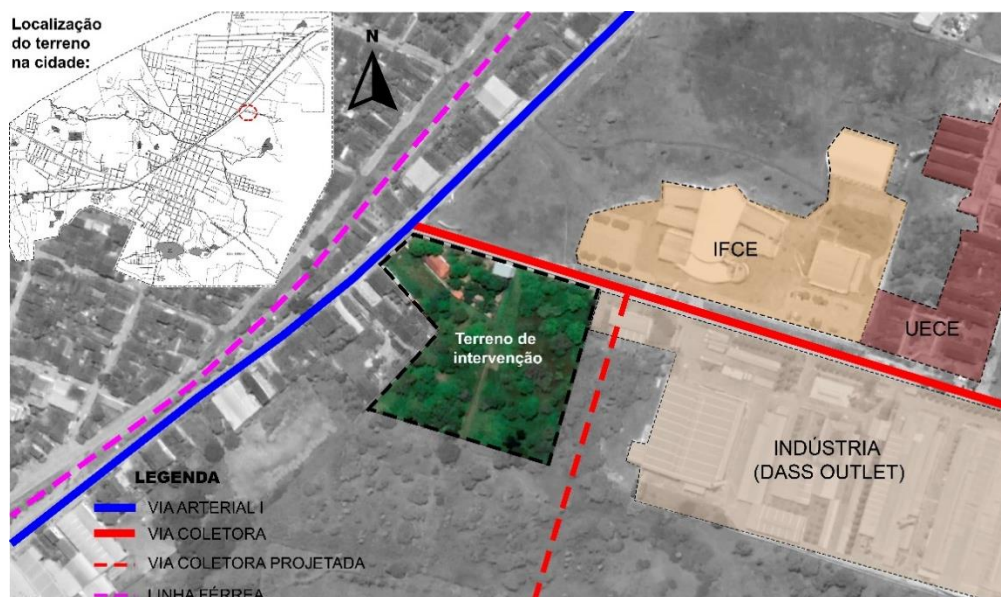 Localização
do terreno
na cidade:
N
IFCE
UECE
Terreno de
intervenção
INDÚSTRIA
(DASS OUTLET)
LEGENDA
VIA ARTERIAL I
VIA COLETORA
VIA COLETORA PROJETADA
LINHA FÉRREA